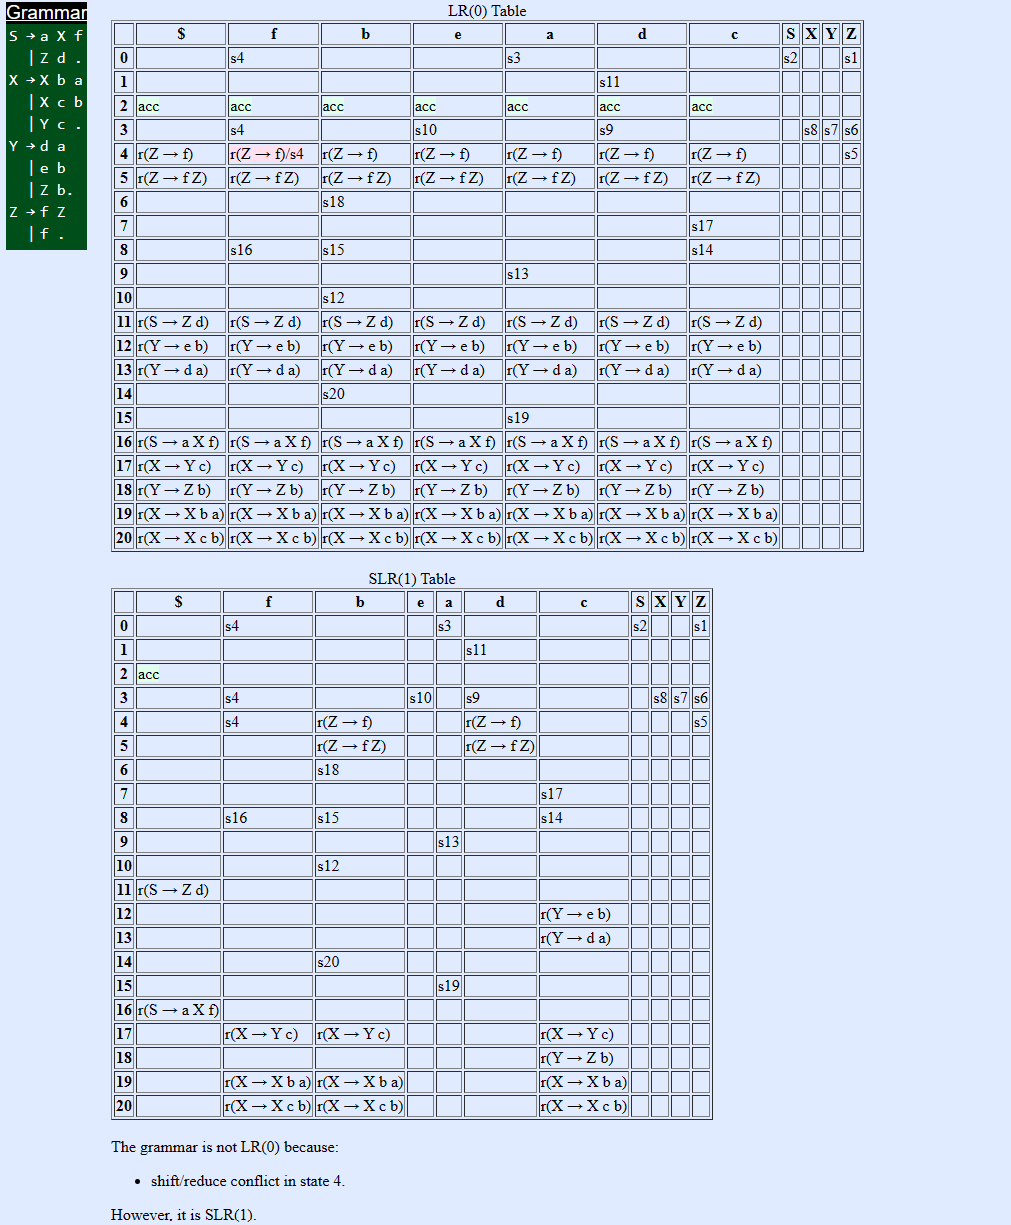 Grammar
S → a X f
| Z d .
X → X b a
| X c b
| Y c .
Y → d a
| e b
| Z b.
Z → f Z
| f .
LR(0) Table
$ f b e a d c S X Y Z
0 s4 s3 s2 s1
1 s11
2 acc acc acc acc acc acc acc
3 s4 s10 s9 s8 s7 s6
4 r(Z → f) r(Z → f)/s4 r(Z → f) r(Z → f) r(Z → f) r(Z → f) r(Z → f) s5
5 r(Z → f Z) r(Z → f Z) r(Z → f Z) r(Z → f Z) r(Z → f Z) r(Z → f Z) r(Z → f Z)
6 s18
7 s17
8 s16 s15 s14
9 s13
10 s12
11 r(S → Z d) r(S → Z d) r(S → Z d) r(S → Z d) r(S → Z d) r(S → Z d) r(S → Z d)
12 r(Y → e b) r(Y → e b) r(Y → e b) r(Y → e b) r(Y → e b) r(Y → e b) r(Y → e b)
13 r(Y → d a) r(Y → d a) r(Y → d a) r(Y → d a) r(Y → d a) r(Y → d a) r(Y → d a)
14 s20
15 s19
16 r(S → a X f) r(S → a X f) r(S → a X f) r(S → a X f) r(S → a X f) r(S → a X f) r(S → a X f)
17 r(X → Y c) r(X → Y c) r(X → Y c) r(X → Y c) r(X → Y c) r(X → Y c) r(X → Y c)
18 r(Y → Z b) r(Y → Z b) r(Y → Z b) r(Y → Z b) r(Y → Z b) r(Y → Z b) r(Y → Z b)
19 r(X → X b a) r(X → X b a) r(X → X b a) r(X → X b a) r(X → X b a) r(X → X b a) r(X → X b a)
20 r(X → X c b) r(X → X c b) r(X → X c b) r(X → X c b) r(X → X c b) r(X → X c b) r(X → X c b)
SLR(1) Table
$ f b e a d c S X Y Z
0 s4 s3 s2 s1
1 s11
2 acc
3 s4 s10 s9 s8 s7 s6
4 s4 r(Z → f) r(Z → f) s5
5 r(Z → f Z) r(Z → f Z)
6 s18
7 s17
8 s16 s15 s14
9 s13
10 s12
11 r(S → Z d)
12 r(Y → e b)
13 r(Y → d a)
14 s20
15 s19
16 r(S → a X f)
17 r(X → Y c) r(X → Y c) r(X → Y c)
18 r(Y → Z b)
19 r(X → X b a) r(X → X b a) r(X → X b a)
20 r(X → X c b) r(X → X c b) r(X → X c b)
The grammar is not LR(0) because:
• shift/reduce conflict in state 4.
However, it is SLR(1).